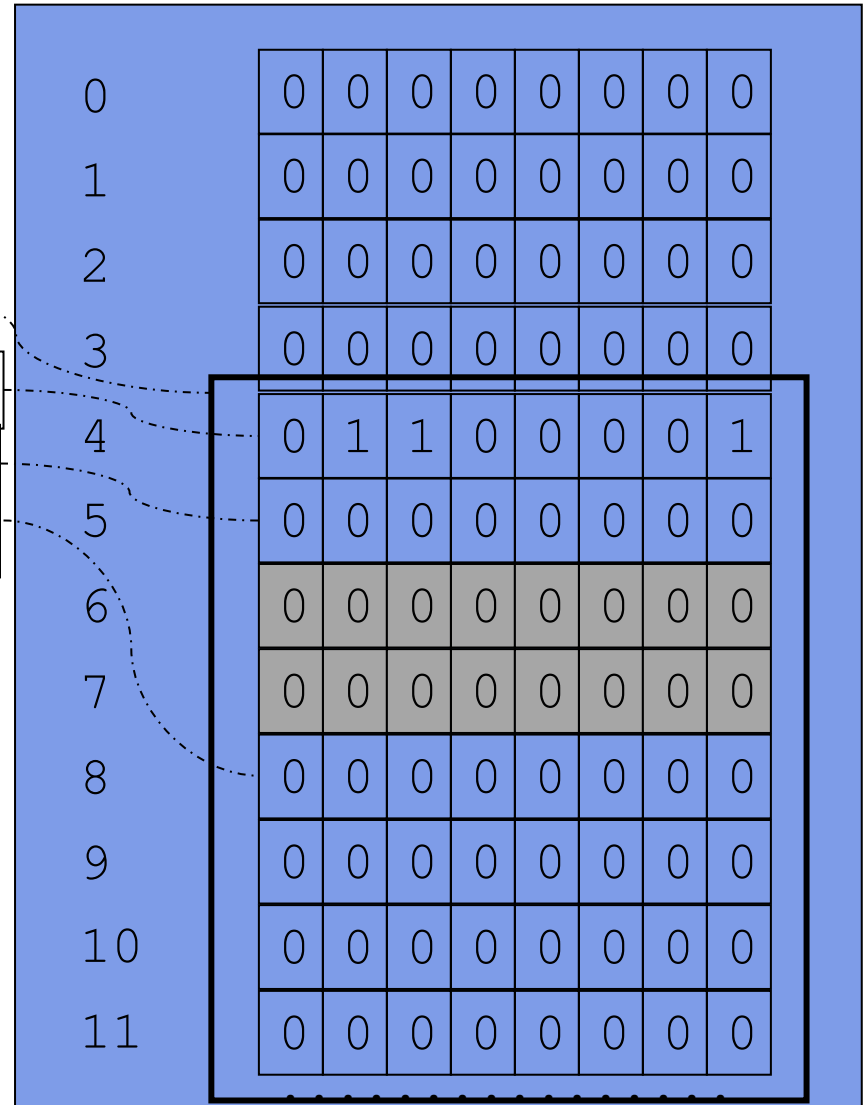 0 0 0 0 0 0 0 0 0
1 0 0 0 0 0 0 0 0
2 0 0 0 0 0 0 0 0
3 0 0 0 0 0 0 0 0
4 0 1 1 0 0 0 0 1
5 0 0 0 0 0 0 0 0
6 0 0 0 0 0 0 0 0
7 0 0 0 0 0 0 0 0
8 0 0 0 0 0 0 0 0
9 0 0 0 0 0 0 0 0
10 0 0 0 0 0 0 0 0
11 0 0 0 0 0 0 0 0